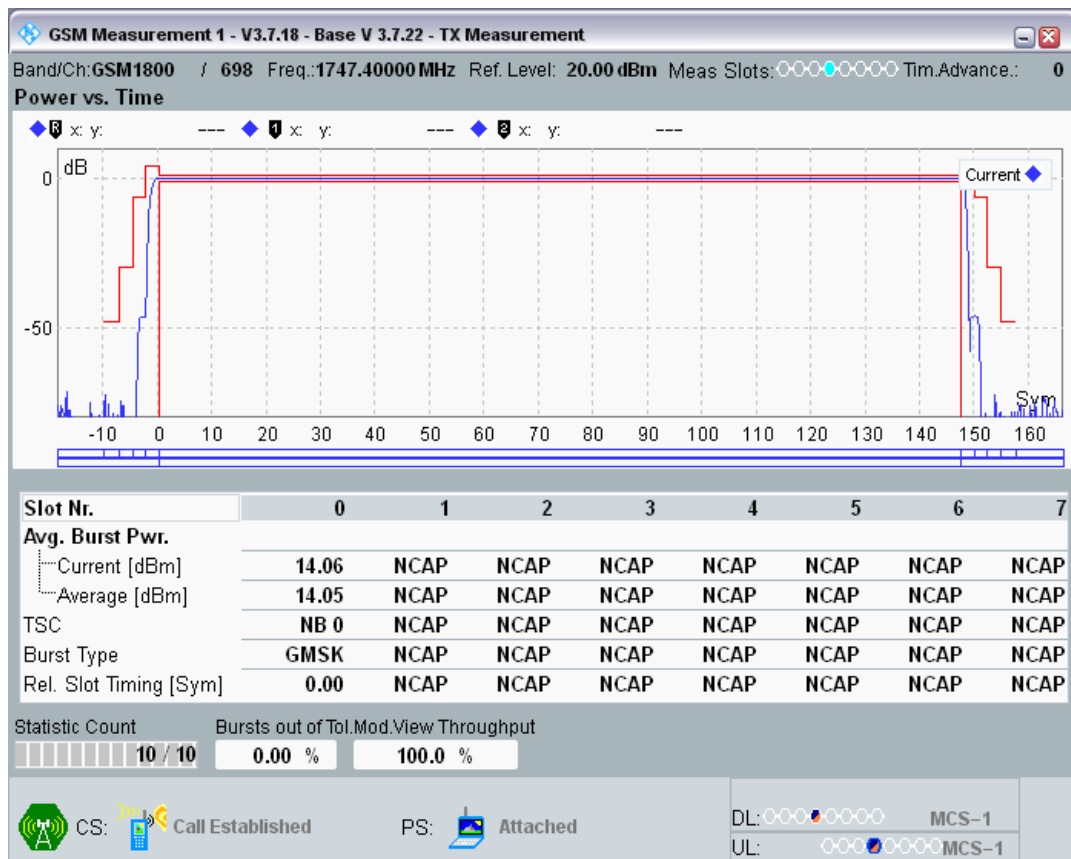 GSM Measurement 1 - V3.7.18 - Base V 3.7.22 - TX Measurement
Band/Ch:GSM1800 / 698 Freq.:1747.40000 MHz Ref. Level: 20.00 dBm Meas Slots: Tim.Advance.: 0
Power vs. Time
R x: y: --- 1 x: y: --- 2 x: y: ---
dB
0
Current
-50
Sym
-10 0 10 20 30 40 50 60 70 80 90 100 110 120 130 140 150 160
Slot Nr. 0 1 2 3 4 5 6 7
Avg. Burst Pwr.
Current [dBm] 14.06 NCAP NCAP NCAP NCAP NCAP NCAP NCAP
Average [dBm] 14.05 NCAP NCAP NCAP NCAP NCAP NCAP NCAP
TSC NB 0 NCAP NCAP NCAP NCAP NCAP NCAP NCAP
Burst Type GMSK NCAP NCAP NCAP NCAP NCAP NCAP NCAP
Rel. Slot Timing [Sym] 0.00 NCAP NCAP NCAP NCAP NCAP NCAP NCAP
Statistic Count Bursts out of Tol.Mod.View Throughput
10 / 10 0.00 % 100.0 %
CS: Call Established PS: Attached
DL: MCS-1
UL: MCS-1